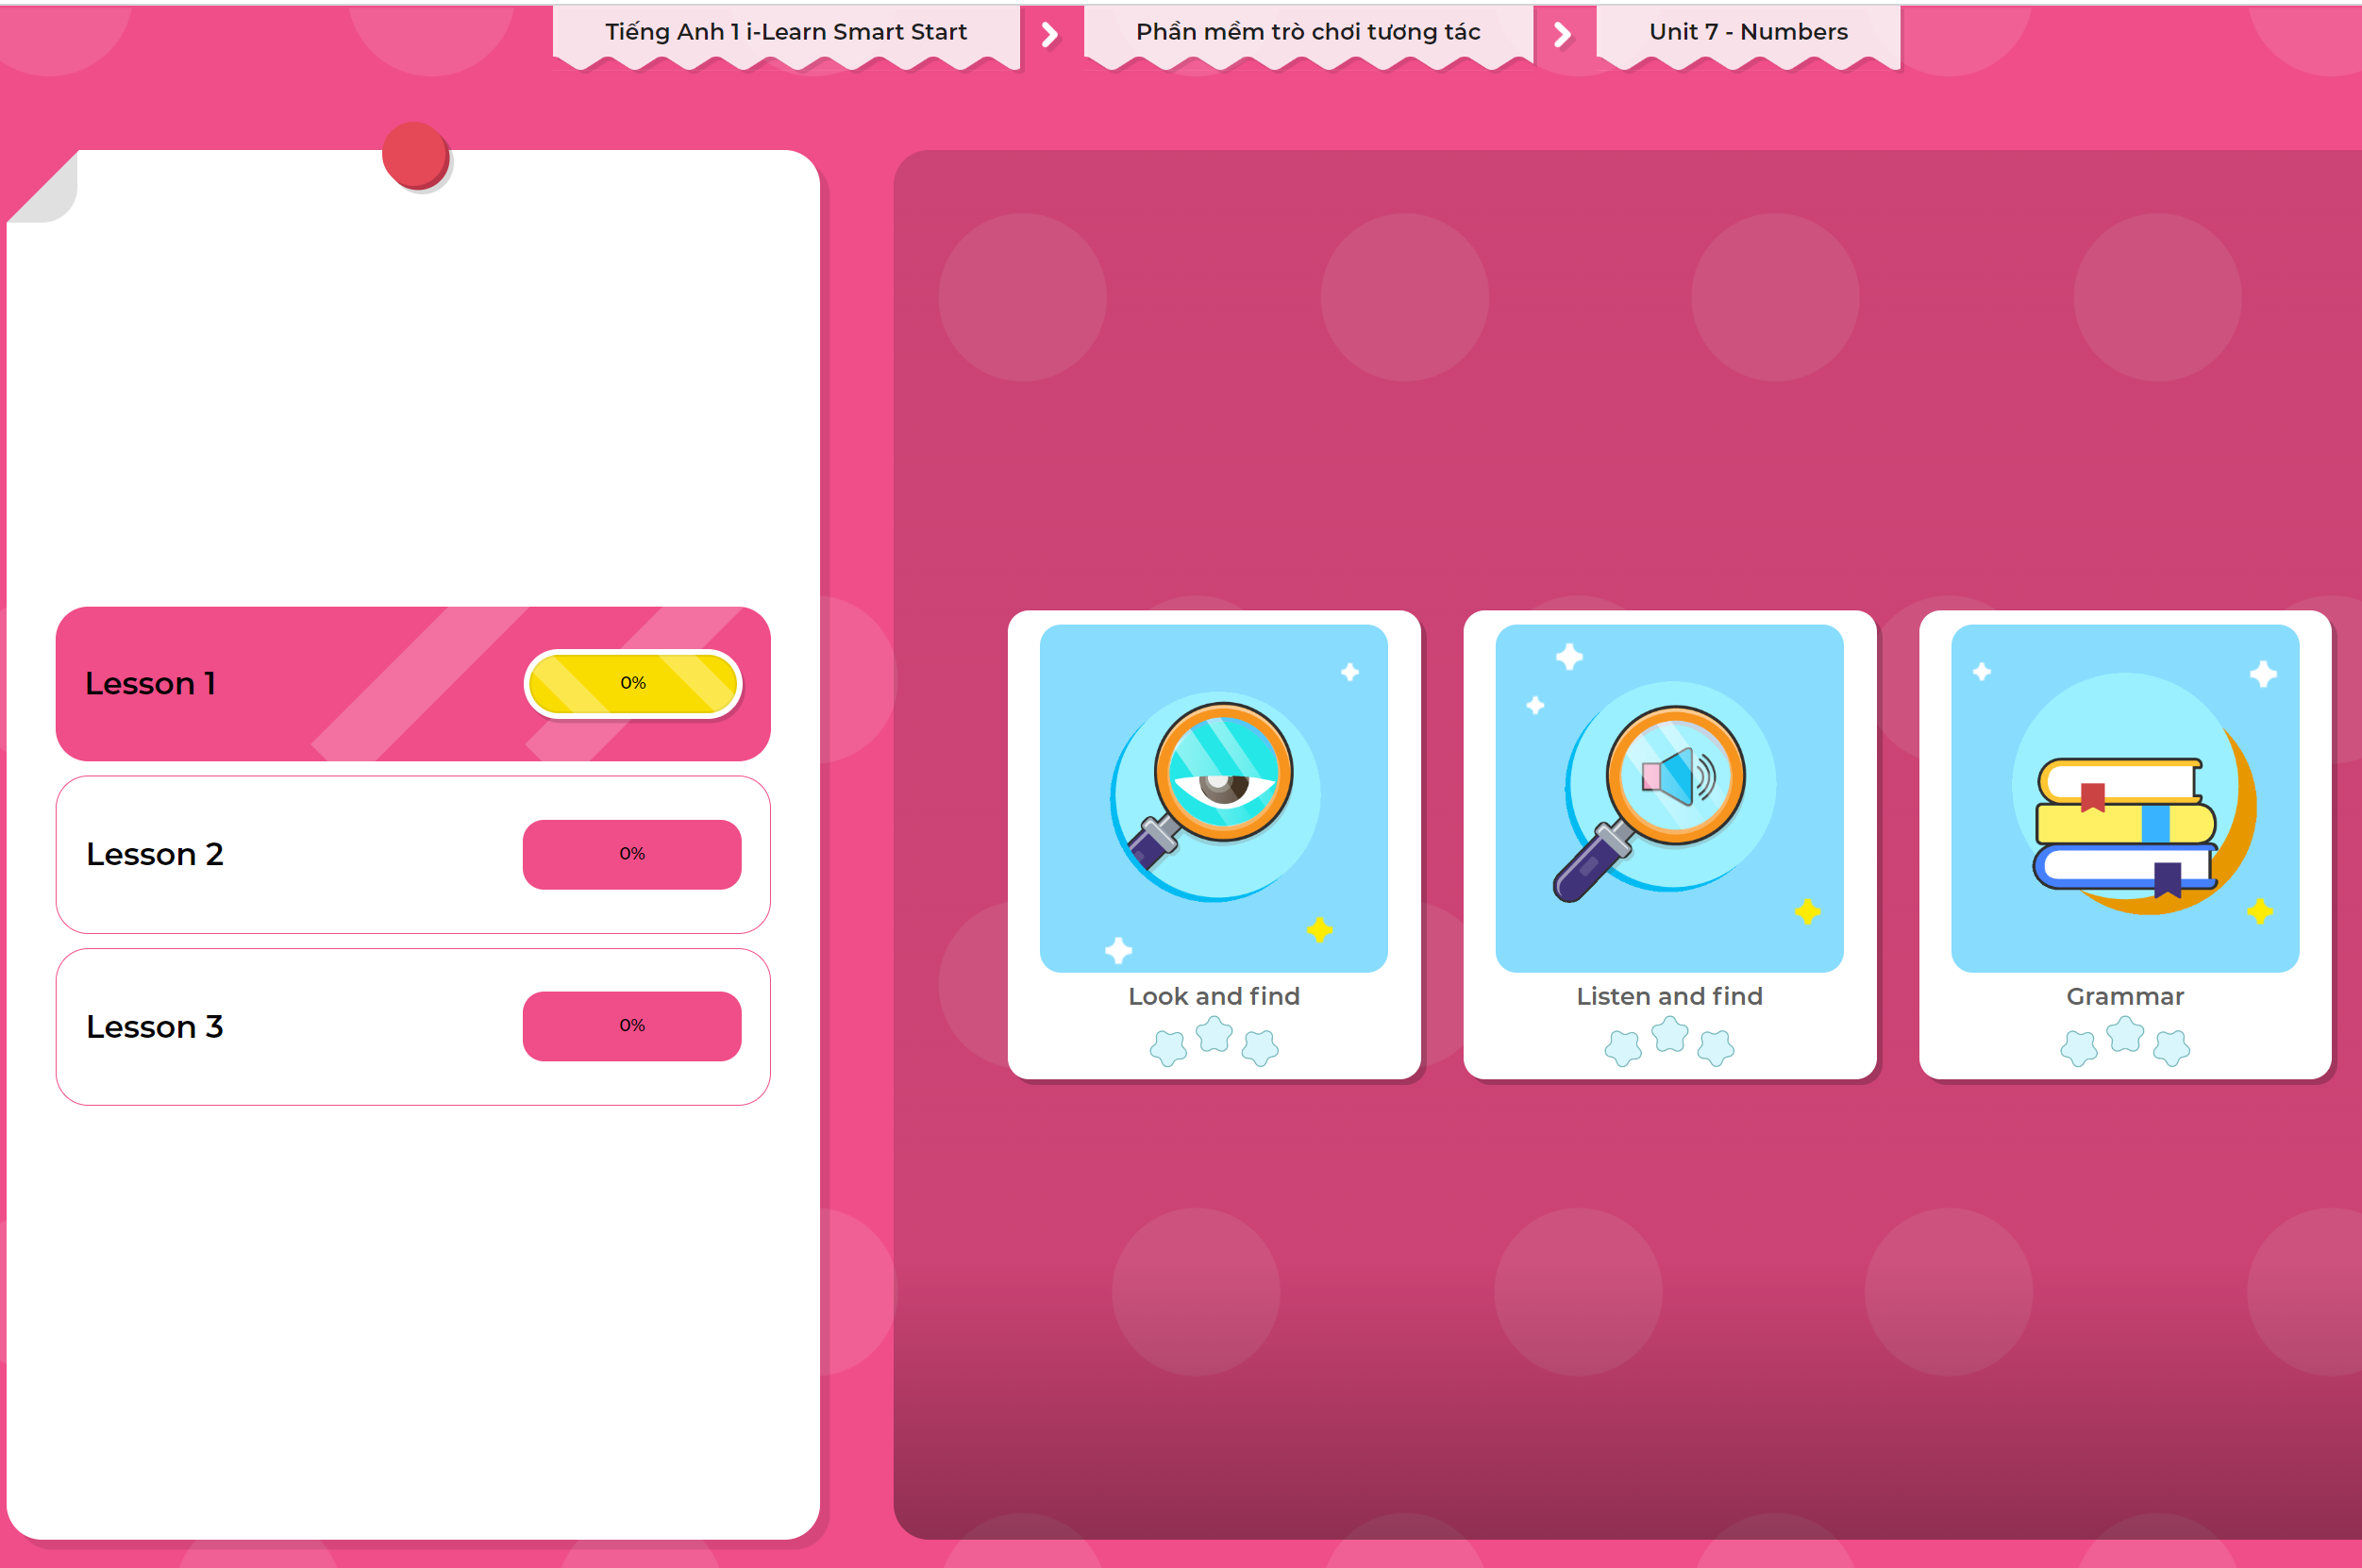 Tiếng Anh 1 i-Learn Smart Start
Phần mềm trò chơi tương tác
Unit 7 - Numbers
Lesson 1
0%
Lesson 2
0%
Lesson 3
0%
Look and find
Listen and find
Grammar